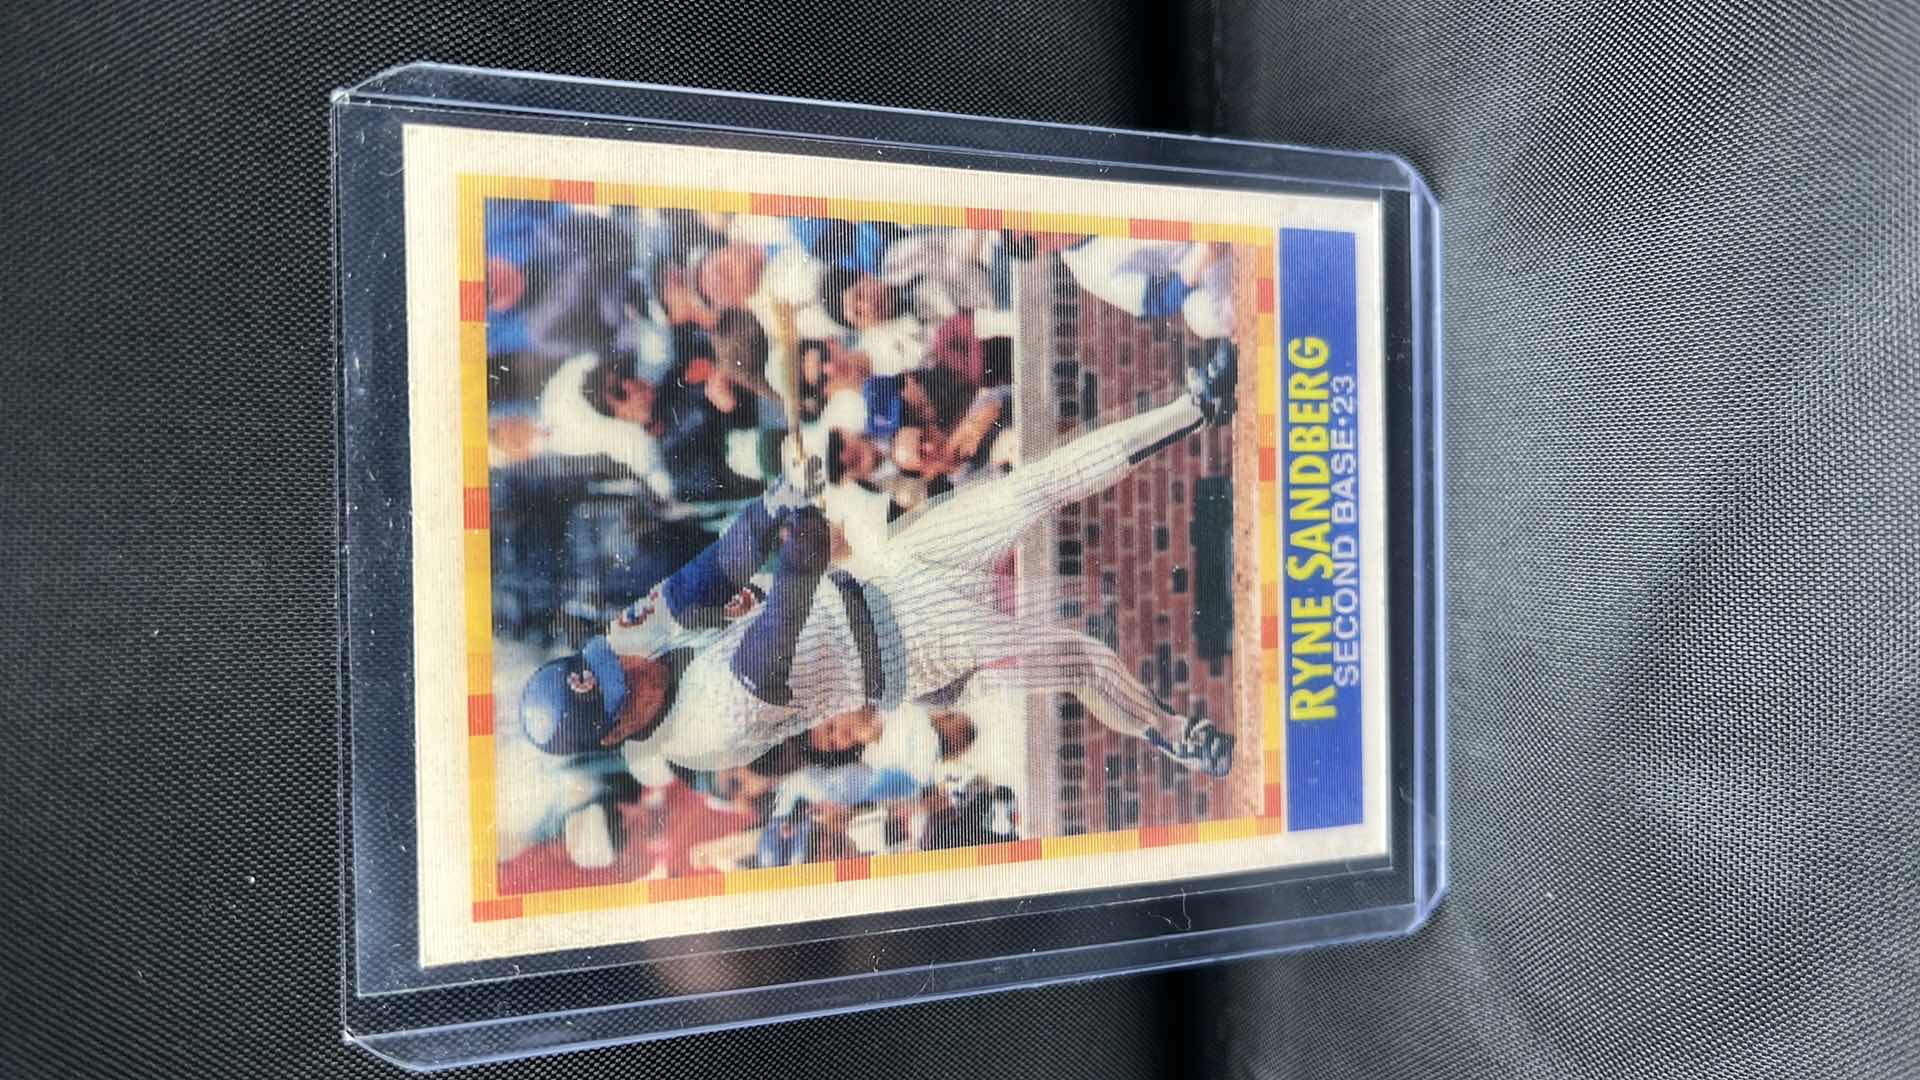 RYNE SANDBERG
SECOND BASE•23
C